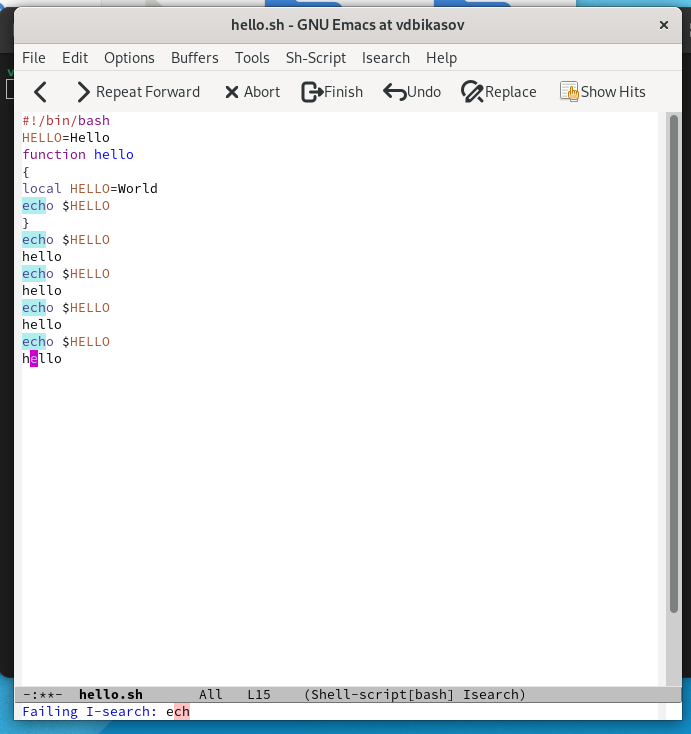 hello.sh - GNU Emacs at vdbikasov
File Edit Options Buffers Tools Sh-Script Isearch Help
Repeat Forward Abort Finish Undo Replace Show Hits
#!/bin/bash
HELLO=Hello
function hello
{
local HELLO=World
echo $HELLO
}
echo $HELLO
hello
echo $HELLO
hello
echo $HELLO
hello
echo $HELLO
hello
-:**- hello.sh All L15 (Shell-script[bash] Isearch)
Failing I-search: ech